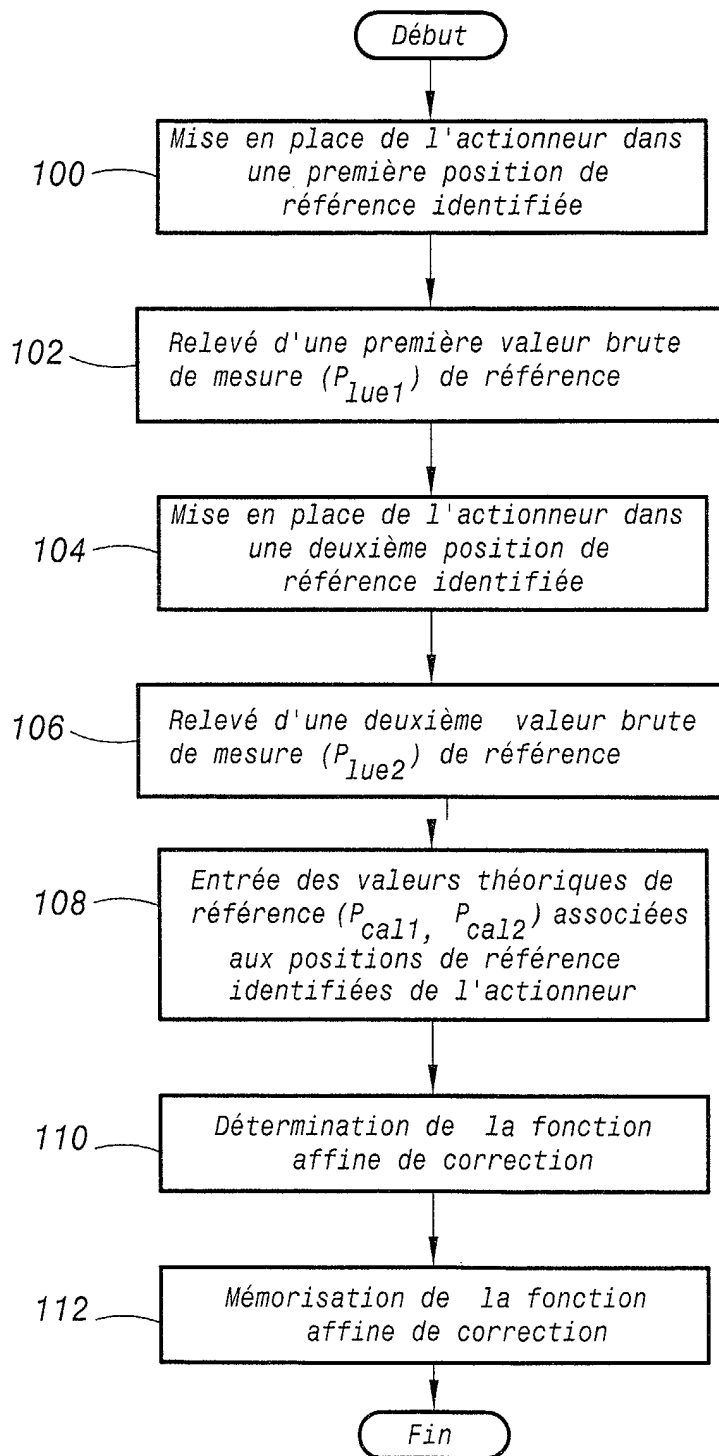 Début
100
Mise en place de l'actionneur dans
une première position de
référence identifiée
102
Relevé d'une première valeur brute
de mesure (P_lue1) de référence
104
Mise en place de l'actionneur dans
une deuxième position de
référence identifiée
106
Relevé d'une deuxième valeur brute
de mesure (P_lue2) de référence
108
Entrée des valeurs théoriques de
référence (P_cal1, P_cal2) associées
aux positions de référence
identifiées de l'actionneur
110
Détermination de la fonction
affine de correction
112
Mémorisation de la fonction
affine de correction
Fin